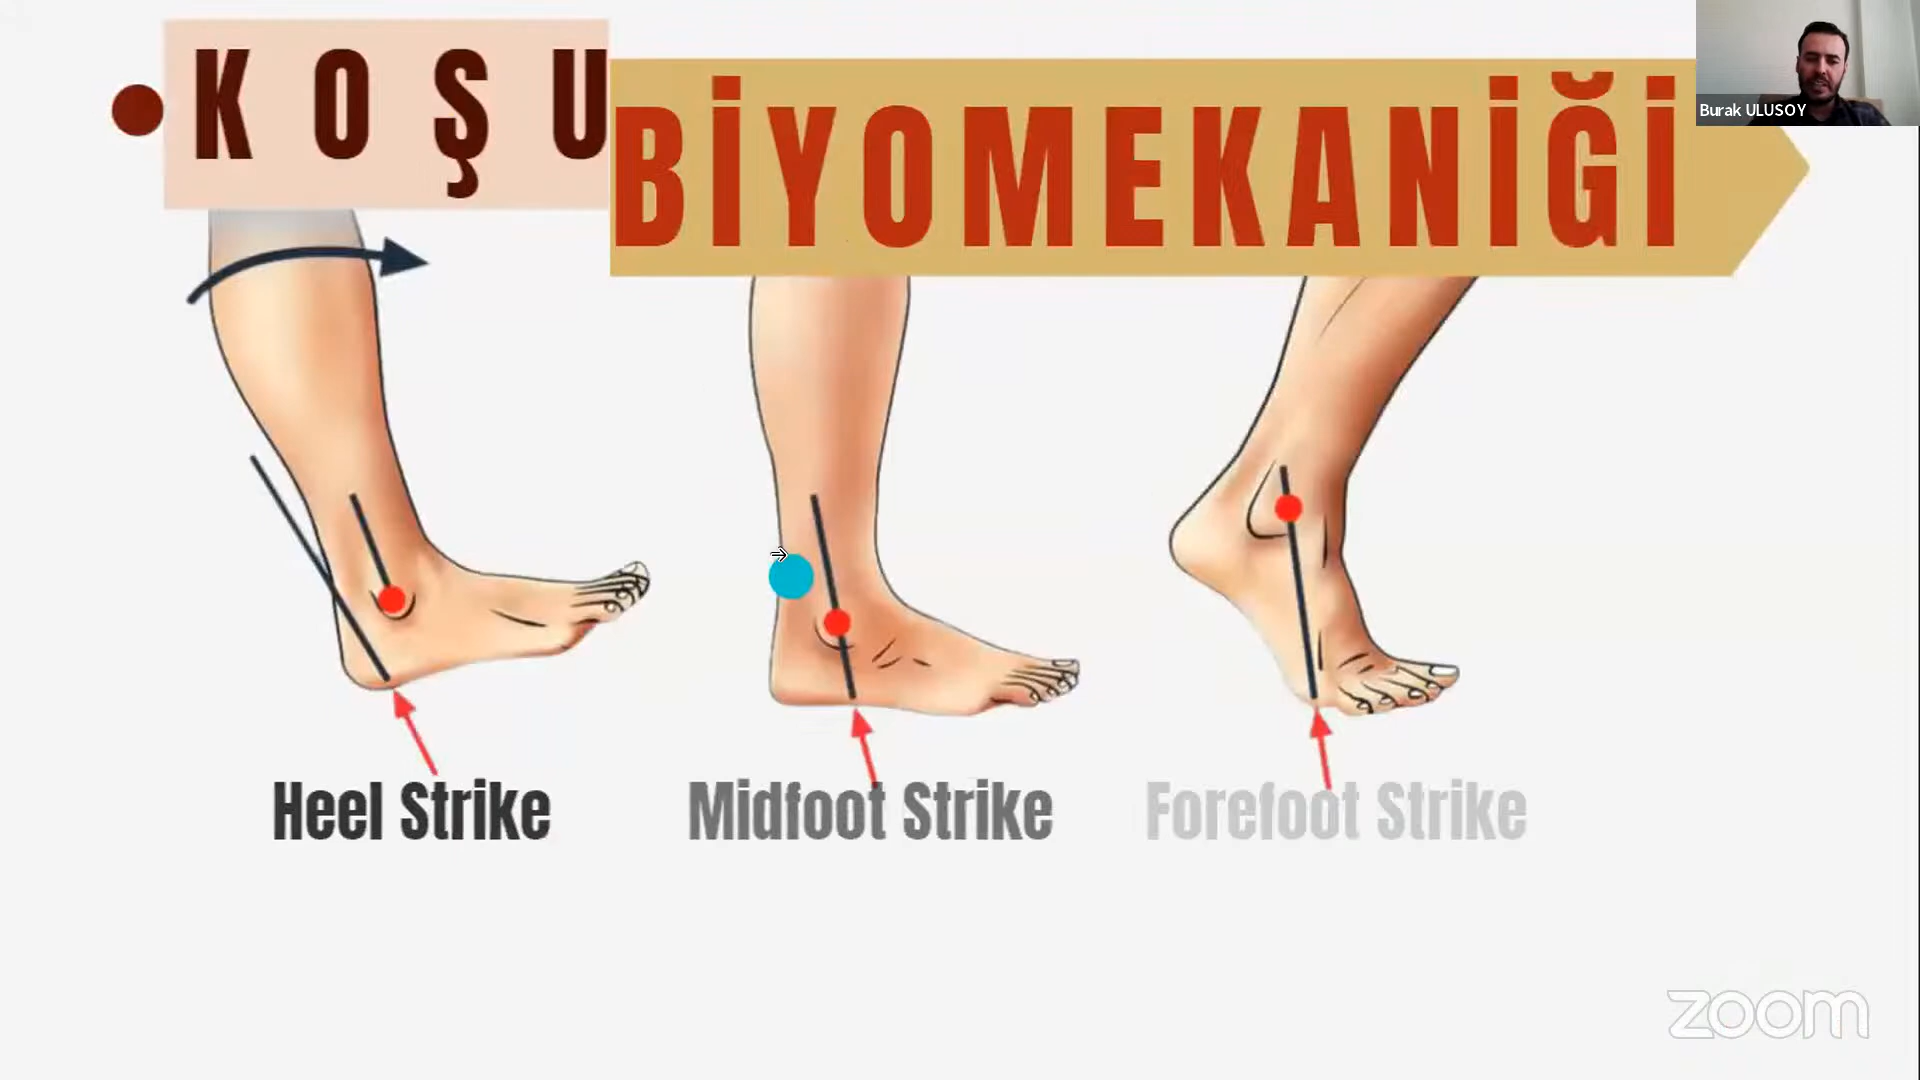 KOŞU
BİYOMEKANİĞİ
Burak ULUSOY
Heel Strike
Midfoot Strike
Forefoot Strike
zoom